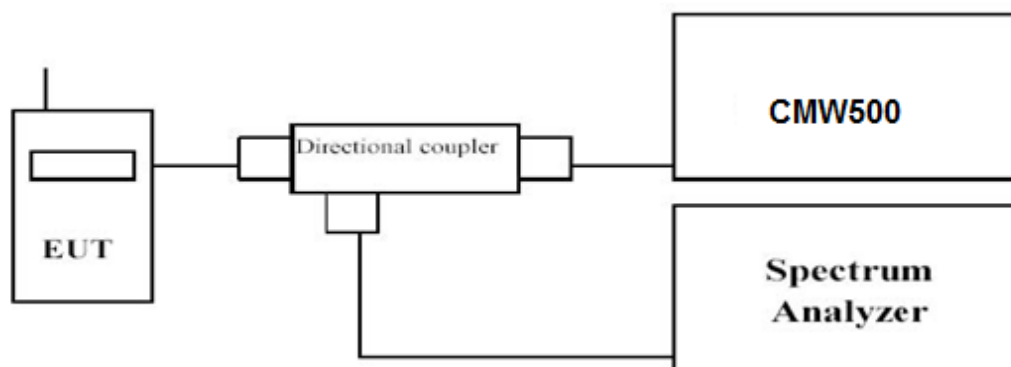 CMW500
Directional coupler
EUT
Spectrum
Analyzer